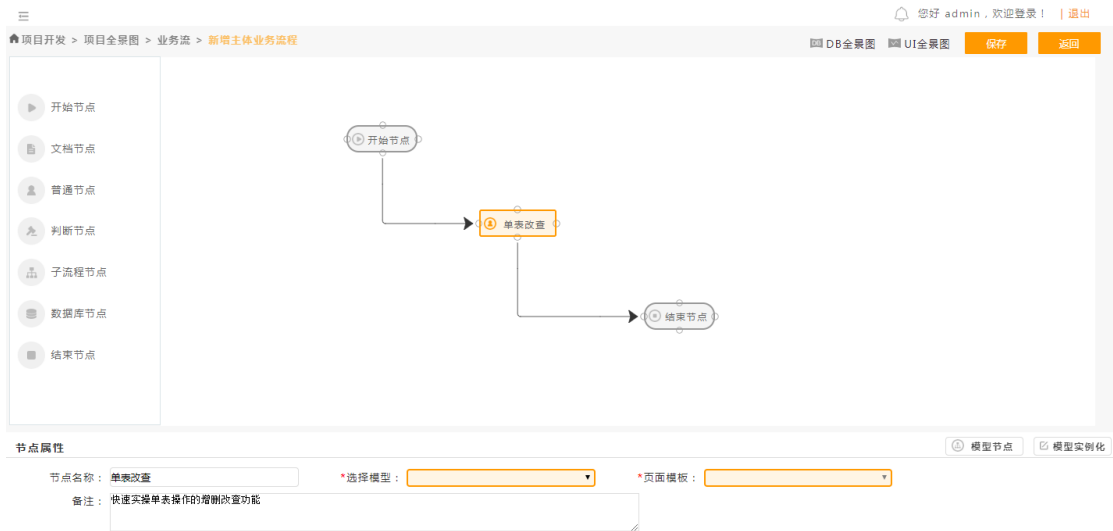 您好 admin，欢迎登录！ | 退出
项目开发 > 项目全景图 > 业务流 > 新增主体业务流程
DB全景图 UI全景图 保存 返回
开始节点
文档节点
普通节点
判断节点
子流程节点
数据库节点
结束节点
开始节点
单表改查
结束节点
节点属性 模型节点 模型实例化
节点名称： 单表改查 *选择模型： *页面模板：
备注： 快速实操单表操作的增删改查功能